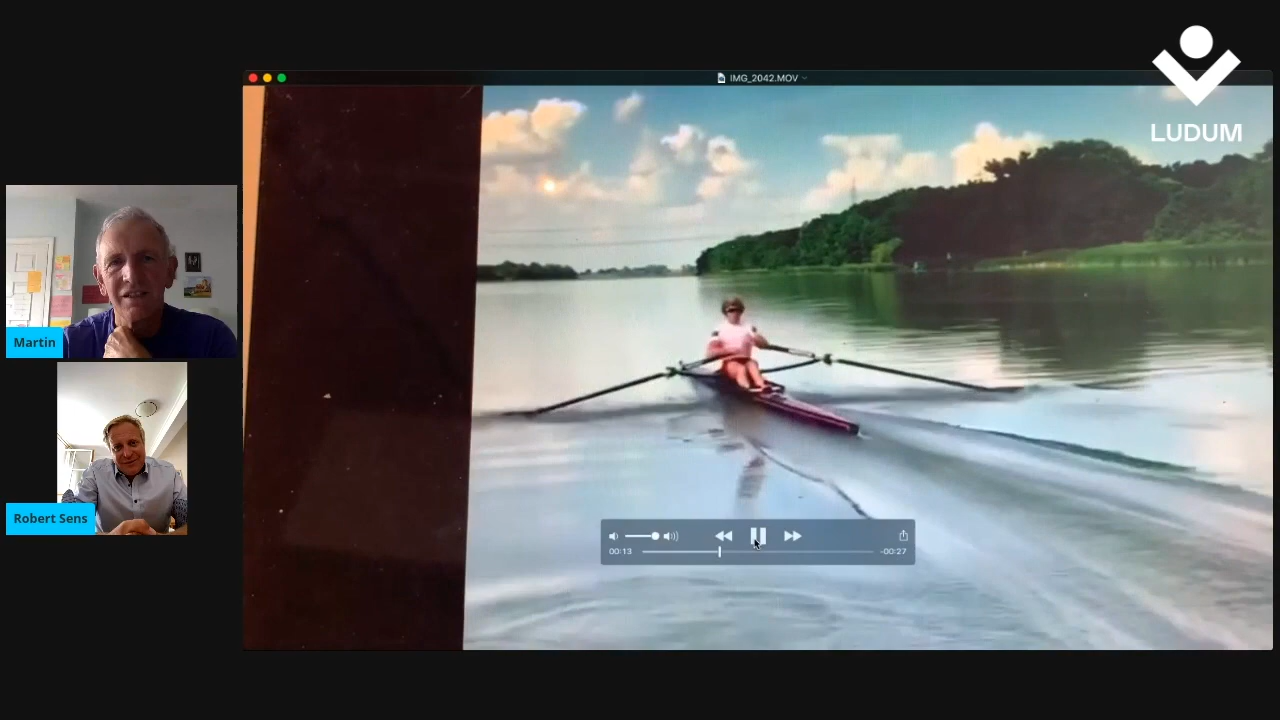 IMG_2042.MOV
LUDUM
Martin
Robert Sens
00:13
-00:27